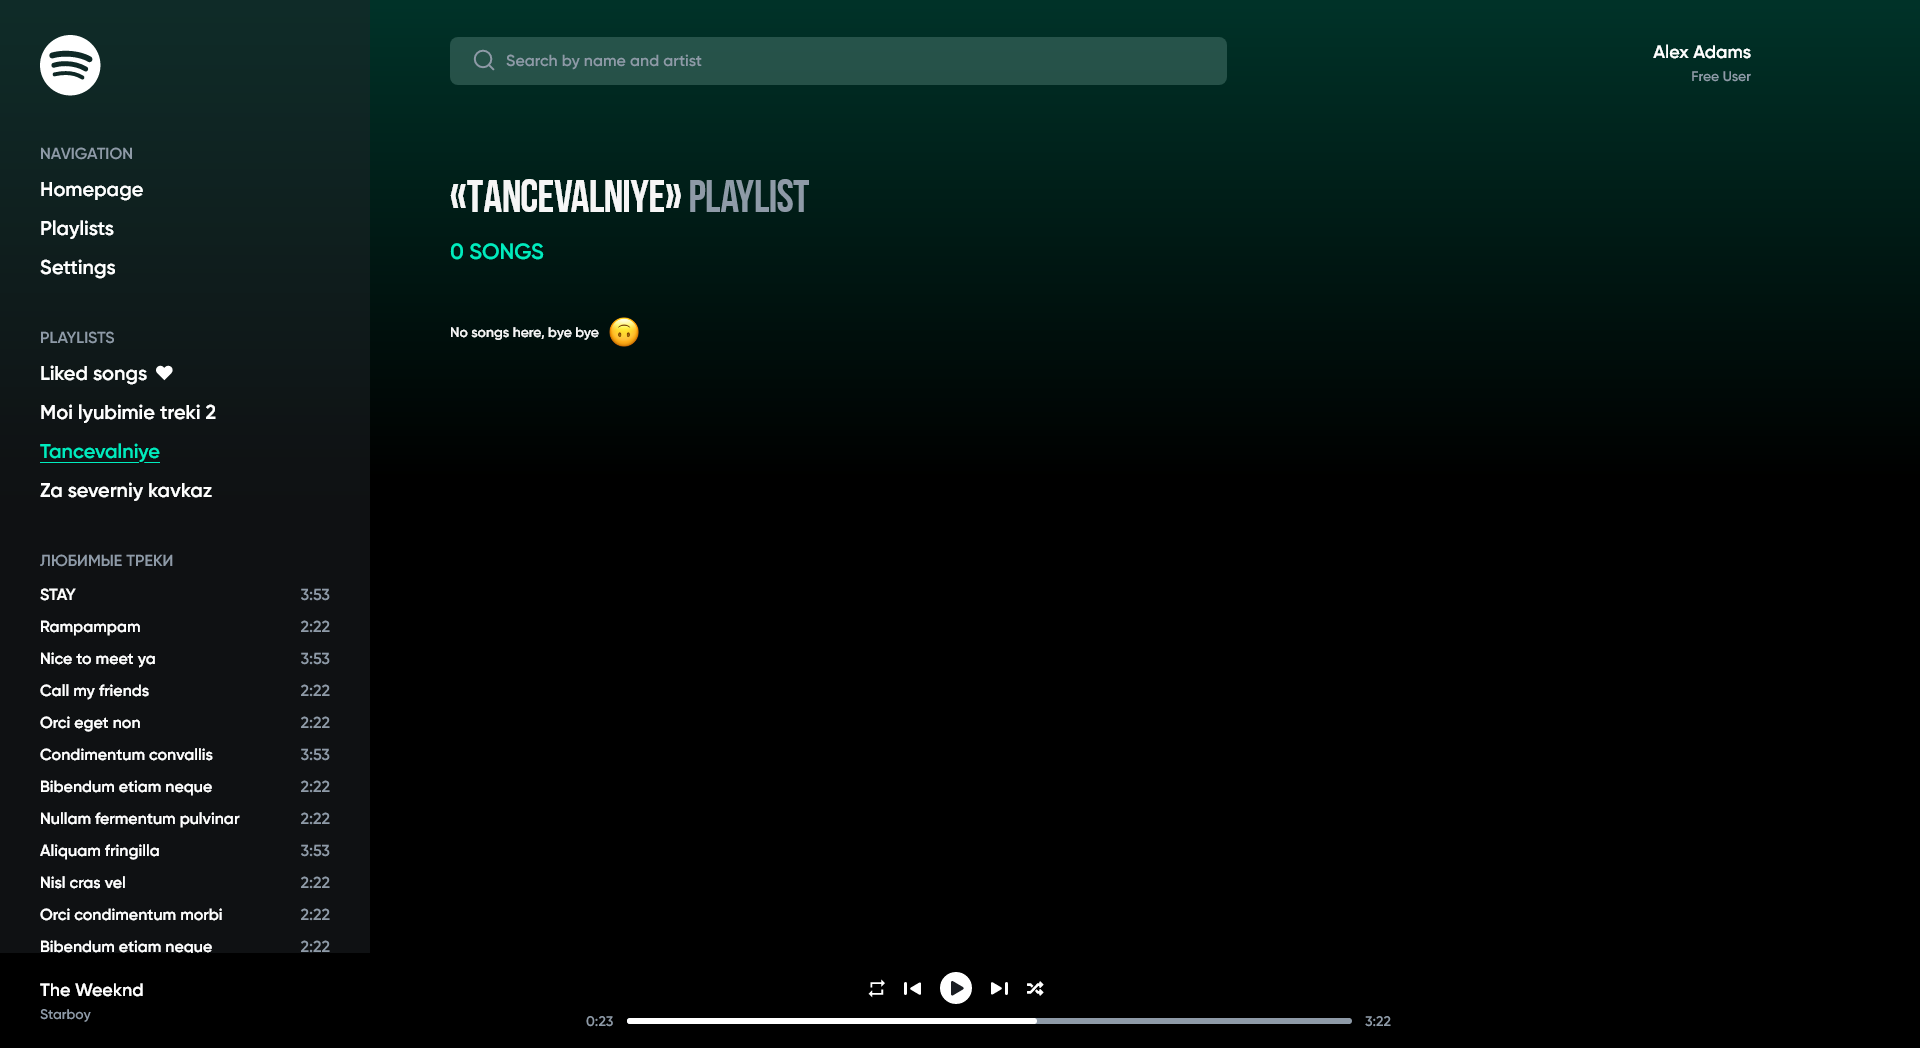 NAVIGATION
Homepage
Playlists
Settings
PLAYLISTS
Liked songs
Moi lyubimie treki 2
Tancevalniye
Za severniy kavkaz
ЛЮБИМЫЕ ТРЕКИ
STAY 3:53
Rampampam 2:22
Nice to meet ya 3:53
Call my friends 2:22
Orci eget non 2:22
Condimentum convallis 3:53
Bibendum etiam neque 2:22
Nullam fermentum pulvinar 2:22
Aliquam fringilla 3:53
Nisl cras vel 2:22
Orci condimentum morbi 2:22
Bibendum etiam neque 2:22
Search by name and artist
Alex Adams
Free User
«TANCEVALNIYE» PLAYLIST
0 SONGS
No songs here, bye bye
The Weeknd
Starboy
0:23 3:22